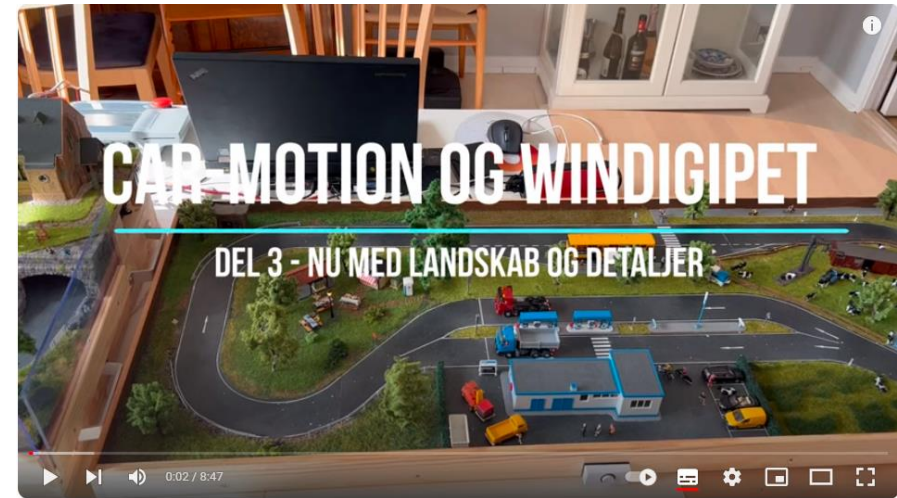 CAR-MOTION OG WINDIGIPET
DEL 3 - NU MED LANDSKAB OG DETALJER
0:02 / 8:47